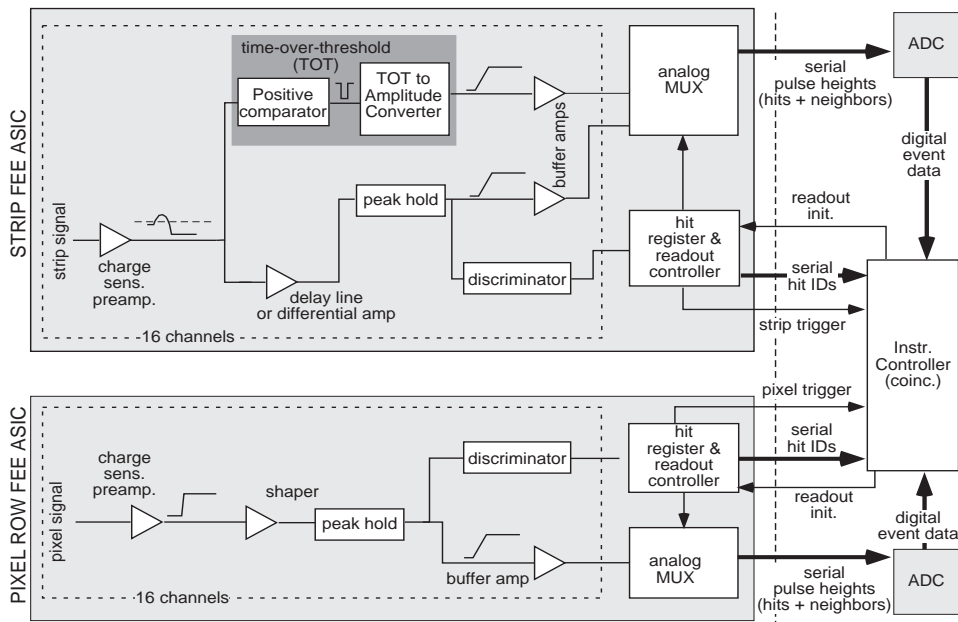 STRIP FEE ASIC
time-over-threshold
(TOT)
Positive
comparator
TOT to
Amplitude
Converter
buffer amps
analog
MUX
serial
pulse heights
(hits + neighbors)
ADC
digital
event
data
strip signal
charge
sens.
preamp.
peak hold
delay line
or differential amp
discriminator
hit
register &
readout
controller
readout
init.
serial
hit IDs
strip trigger
16 channels
Instr.
Controller
(coinc.)
PIXEL ROW FEE ASIC
pixel trigger
pixel signal
charge
sens.
preamp.
shaper
peak hold
discriminator
buffer amp
hit
register &
readout
controller
serial
hit IDs
readout
init.
analog
MUX
serial
pulse heights
(hits + neighbors)
digital
event data
ADC
16 channels